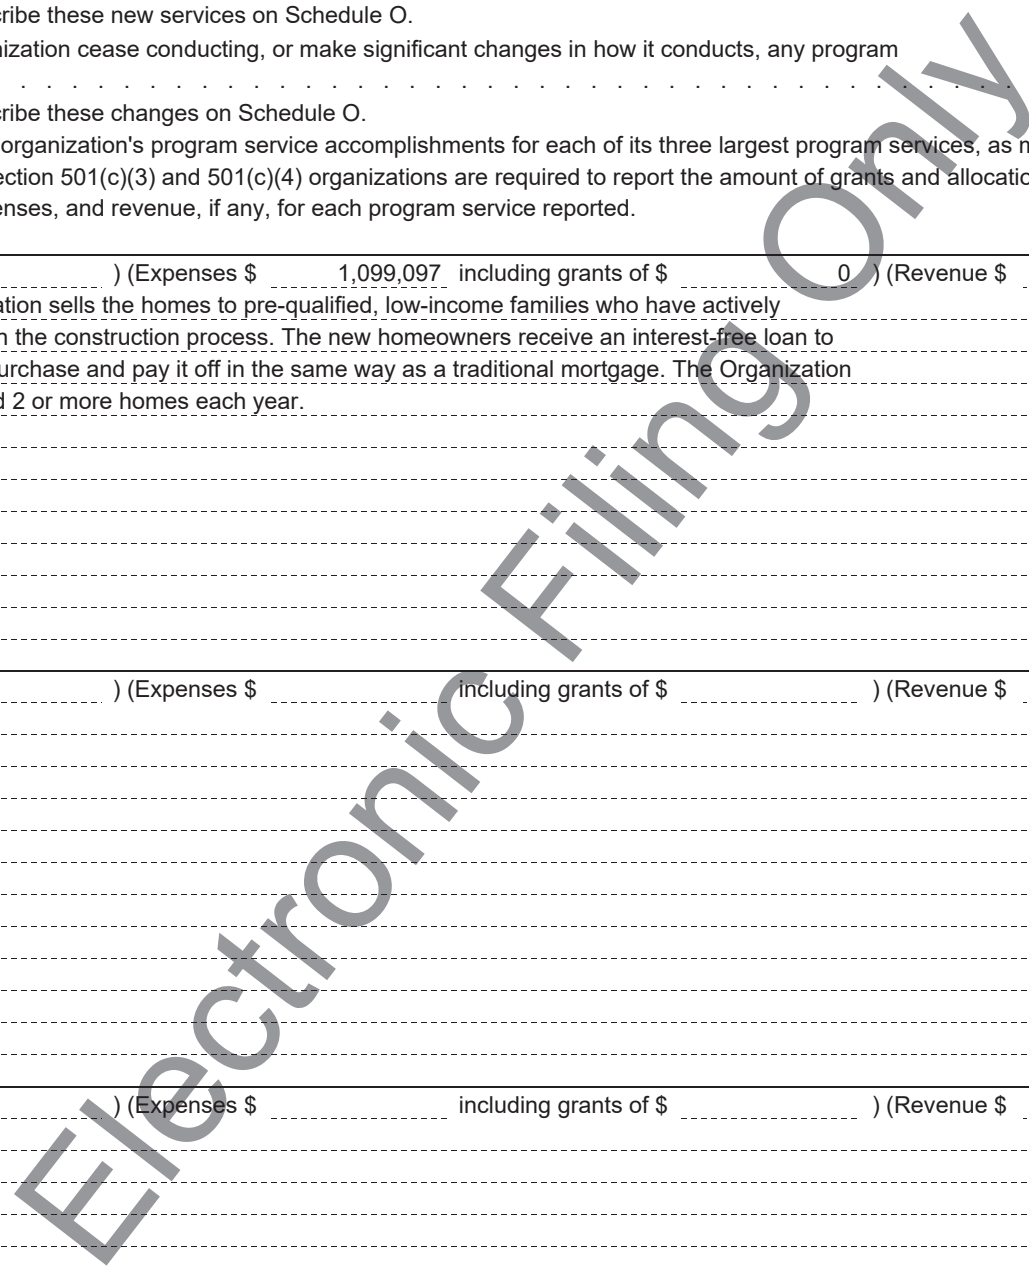 cribe these new services on Schedule O.
nization cease conducting, or make significant changes in how it conducts, any program
. . . . . . . . . . . . . . . . . . . . . . . . . . . . . . . . . . . . . . .
cribe these changes on Schedule O.
organization's program service accomplishments for each of its three largest program services, as m
ection 501(c)(3) and 501(c)(4) organizations are required to report the amount of grants and allocatio
enses, and revenue, if any, for each program service reported.
) (Expenses $ 1,099,097 including grants of $ 0 ) (Revenue $
ation sells the homes to pre-qualified, low-income families who have actively
n the construction process. The new homeowners receive an interest-free loan to
urchase and pay it off in the same way as a traditional mortgage. The Organization
d 2 or more homes each year.
) (Expenses $ including grants of $ ) (Revenue $
) (Expenses $ including grants of $ ) (Revenue $
Electronic Filing Only